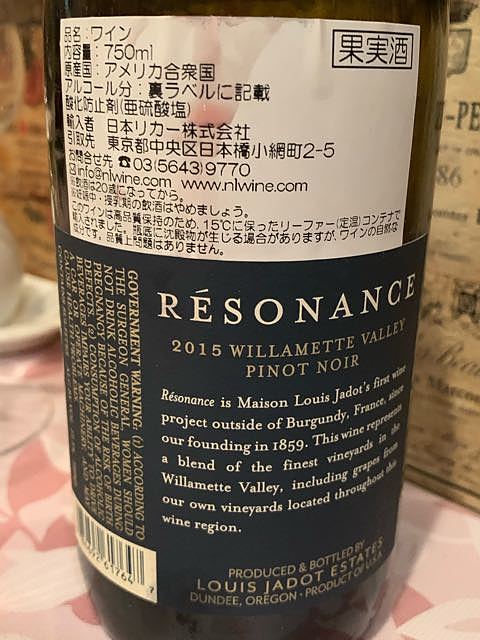 品名：ワイン
果実酒
内容量：750ml
原産国：アメリカ合衆国
アルコール分：裏ラベルに記載
酸化防止剤(亜硫酸塩)
輸入者 日本リカー株式会社
引取先 東京都中央区日本橋小網町2-5
お問合せ先 ☎03(5643)9770
info@nlwine.com www.nlwine.com
飲酒は20歳になってから。
妊娠中・授乳期の飲酒はやめましょう。
このワインは高品質保持のため、15℃に保ったリーファー(定温)コンテナで
輸入されました。瓶底に沈殿物が生じる場合がありますが、ワインの自然な
成分です。品質上問題はありません。
RÉSONANCE
2015 WILLAMETTE VALLEY
PINOT NOIR
Résonance is Maison Louis Jadot's first wine
project outside of Burgundy, France, since
our founding in 1859. This wine represents
a blend of the finest vineyards in the
Willamette Valley, including grapes from
our own vineyards located throughout this
wine region.
PRODUCED & BOTTLED BY
LOUIS JADOT ESTATES
DUNDEE, OREGON • PRODUCT OF U.S.A.
GOVERNMENT WARNING: (1) ACCORDING TO
THE SURGEON GENERAL, WOMEN SHOULD
NOT DRINK ALCOHOLIC BEVERAGES DURING
PREGNANCY BECAUSE OF THE RISK OF BIRTH
DEFECTS. (2) CONSUMPTION OF ALCOHOLIC
86